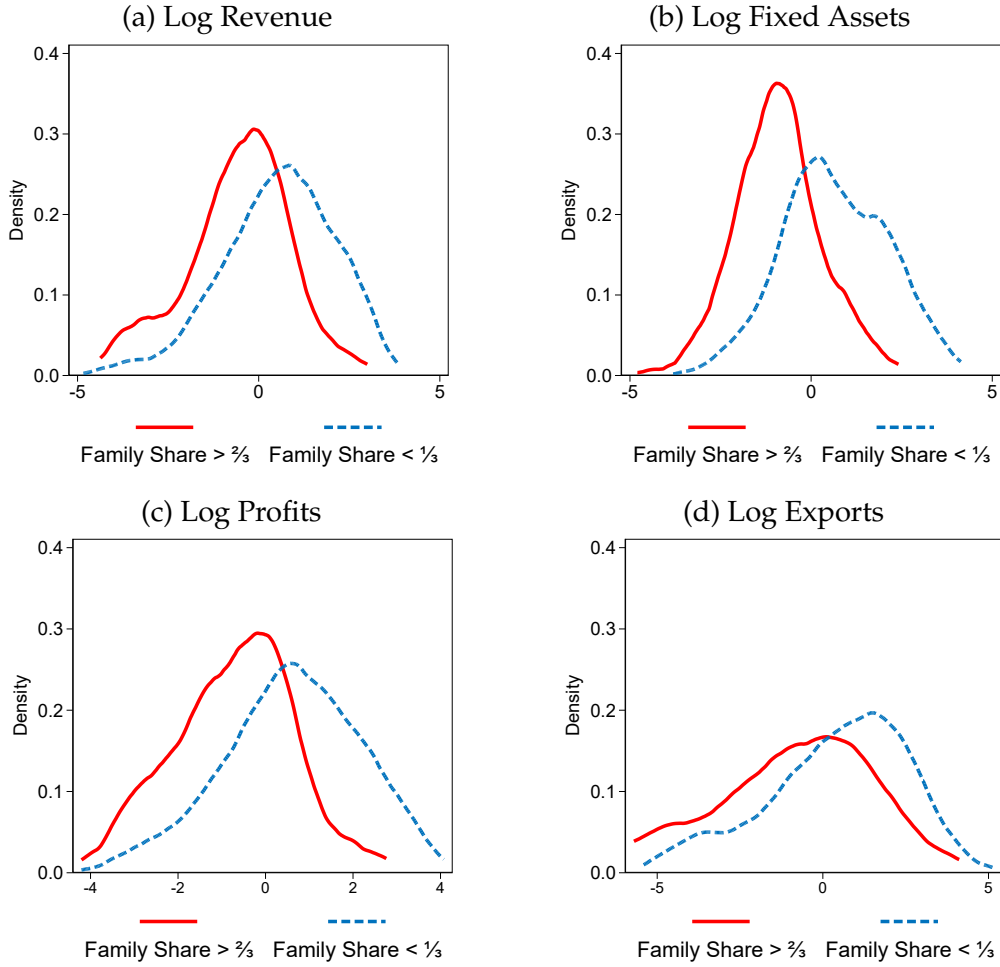 (a) Log Revenue
Density
0.4
0.3
0.2
0.1
0.0
-5 0 5
Family Share > ⅔ Family Share < ⅓
(b) Log Fixed Assets
Density
0.4
0.3
0.2
0.1
0.0
-5 0 5
Family Share > ⅔ Family Share < ⅓
(c) Log Profits
Density
0.4
0.3
0.2
0.1
0.0
-4 -2 0 2 4
Family Share > ⅔ Family Share < ⅓
(d) Log Exports
Density
0.4
0.3
0.2
0.1
0.0
-5 0 5
Family Share > ⅔ Family Share < ⅓